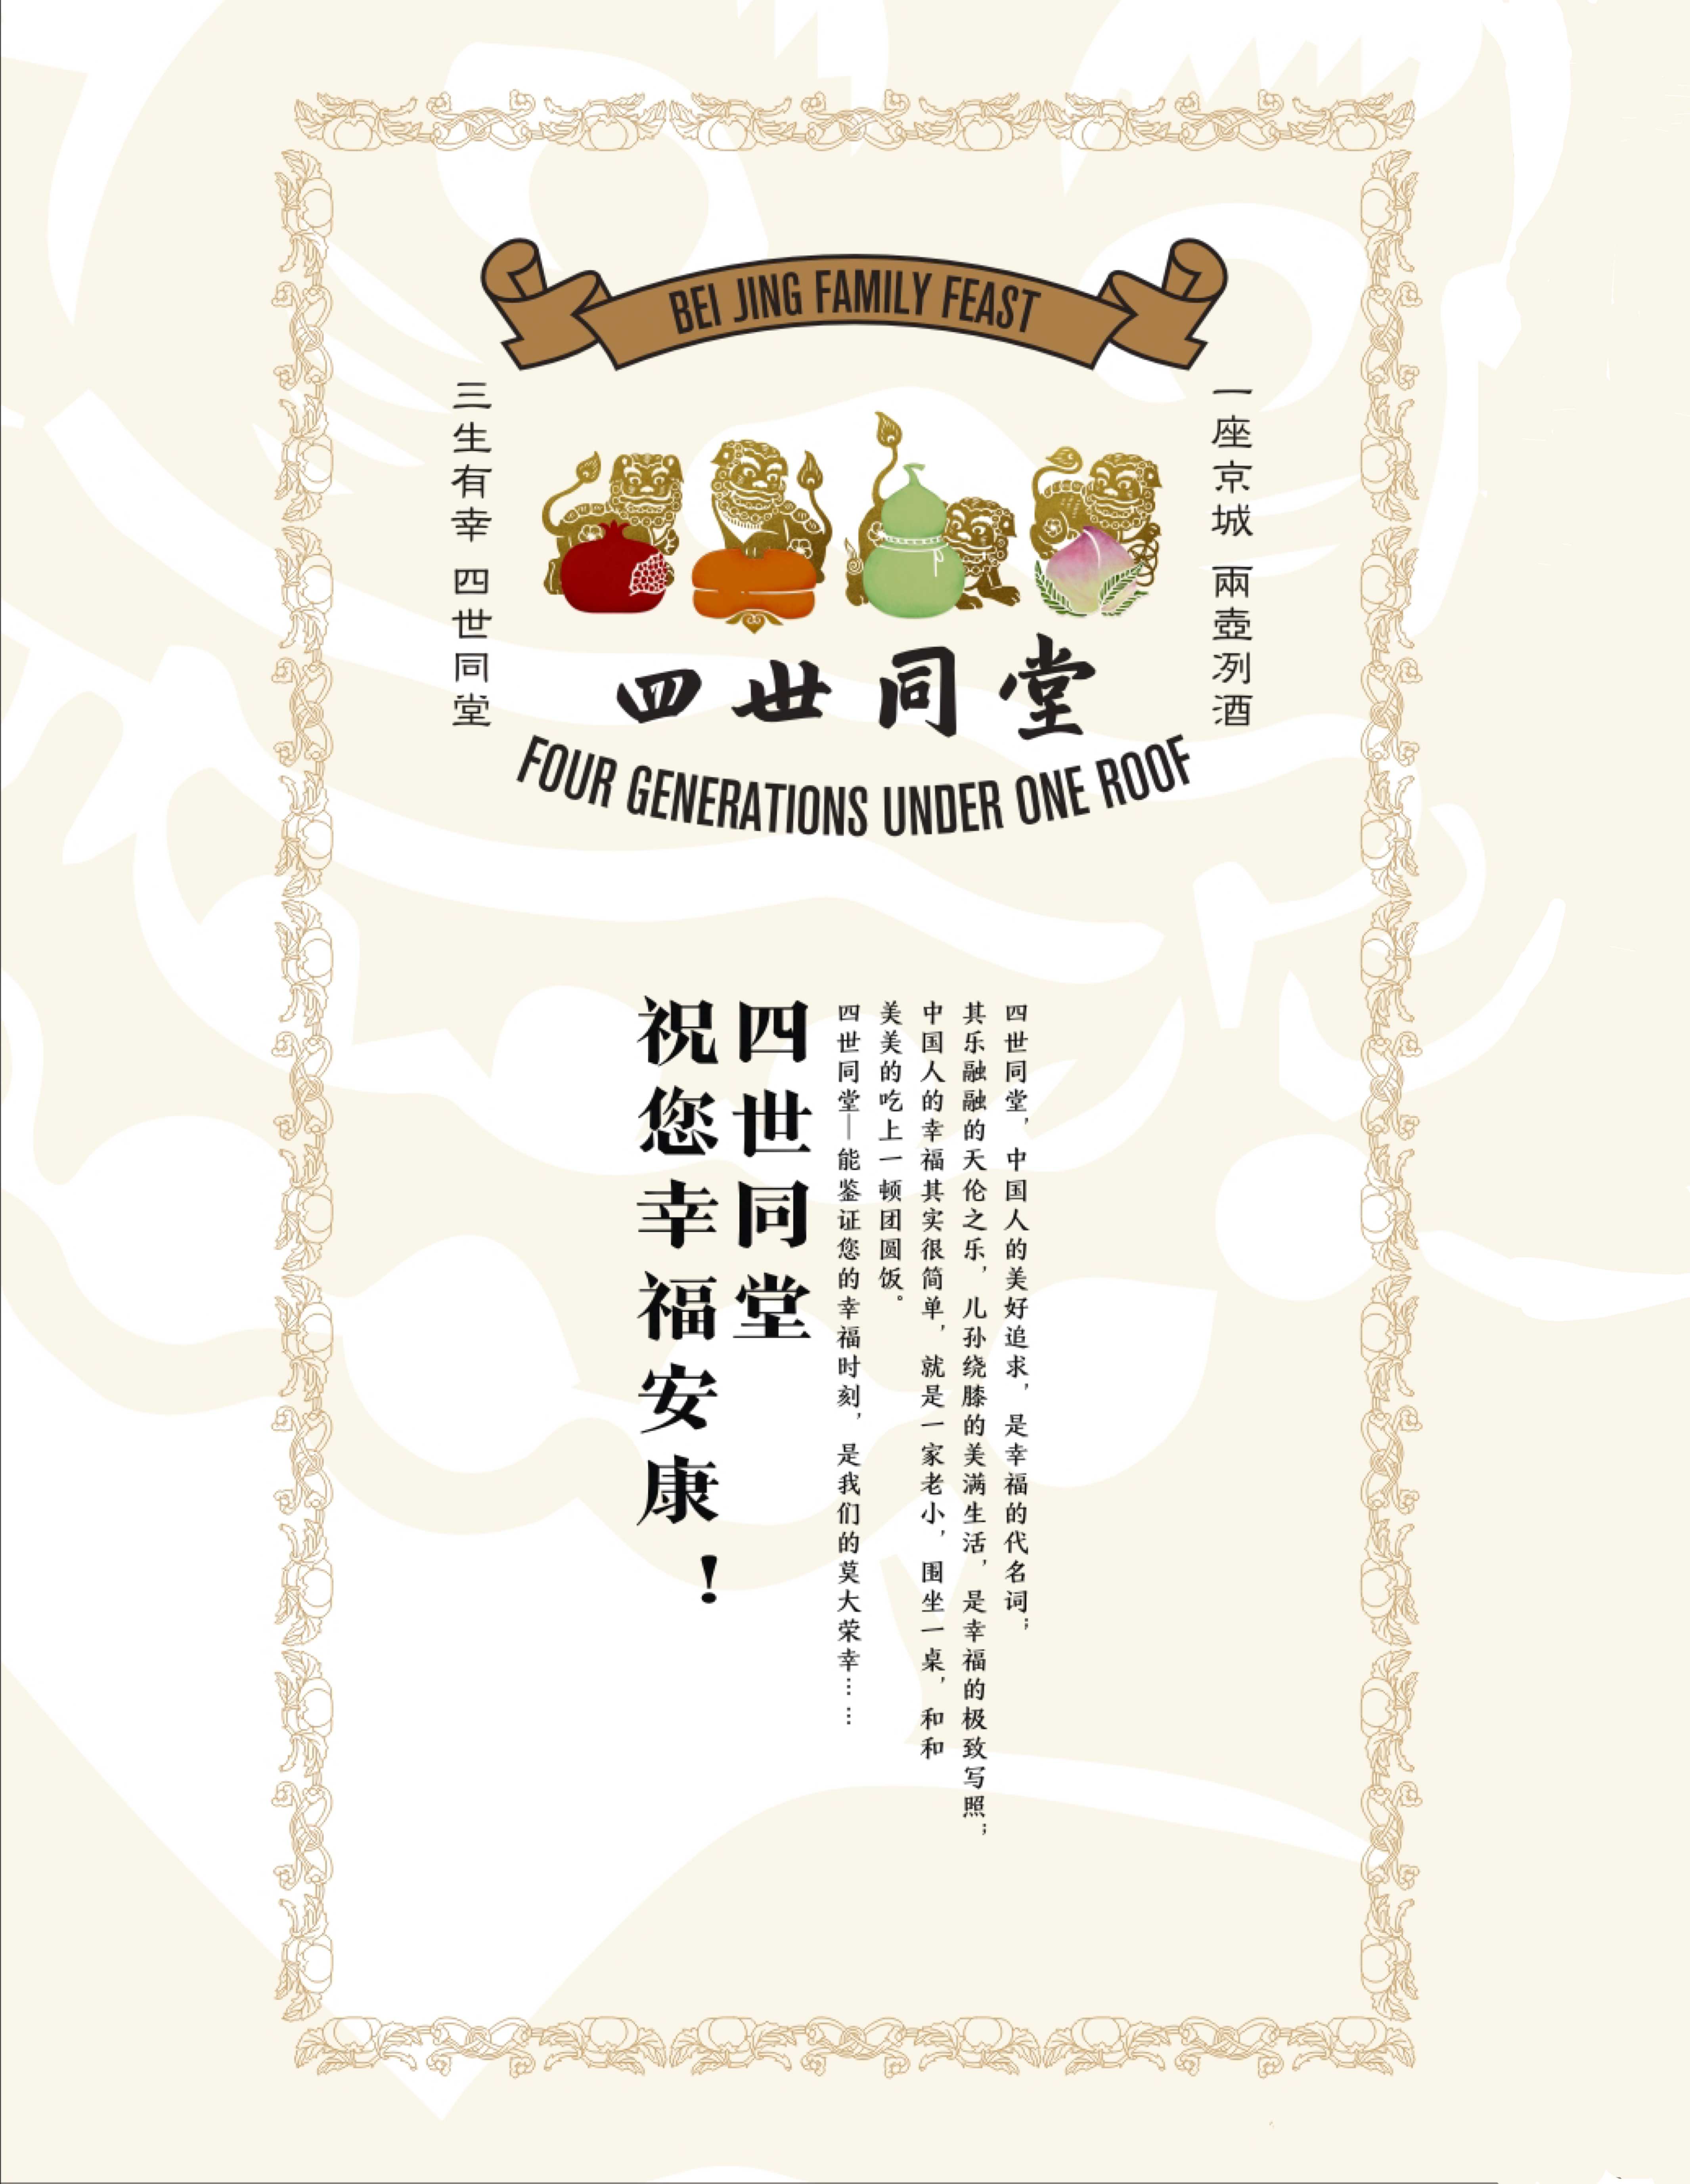 BEI JING FAMILY FEAST
一座京城 兩壺冽酒
三生有幸 四世同堂
四世同堂
FOUR GENERATIONS UNDER ONE ROOF
四世同堂，中国人的美好追求，是幸福的代名词；
其乐融融的天伦之乐，儿孙绕膝的美满生活，是幸福的极致写照；
中国人的幸福其实很简单，就是一家老小，围坐一桌，和和
美美的吃上一顿团圆饭。
四世同堂—能鉴证您的幸福时刻，是我们的莫大荣幸……
四世同堂
祝您幸福安康！